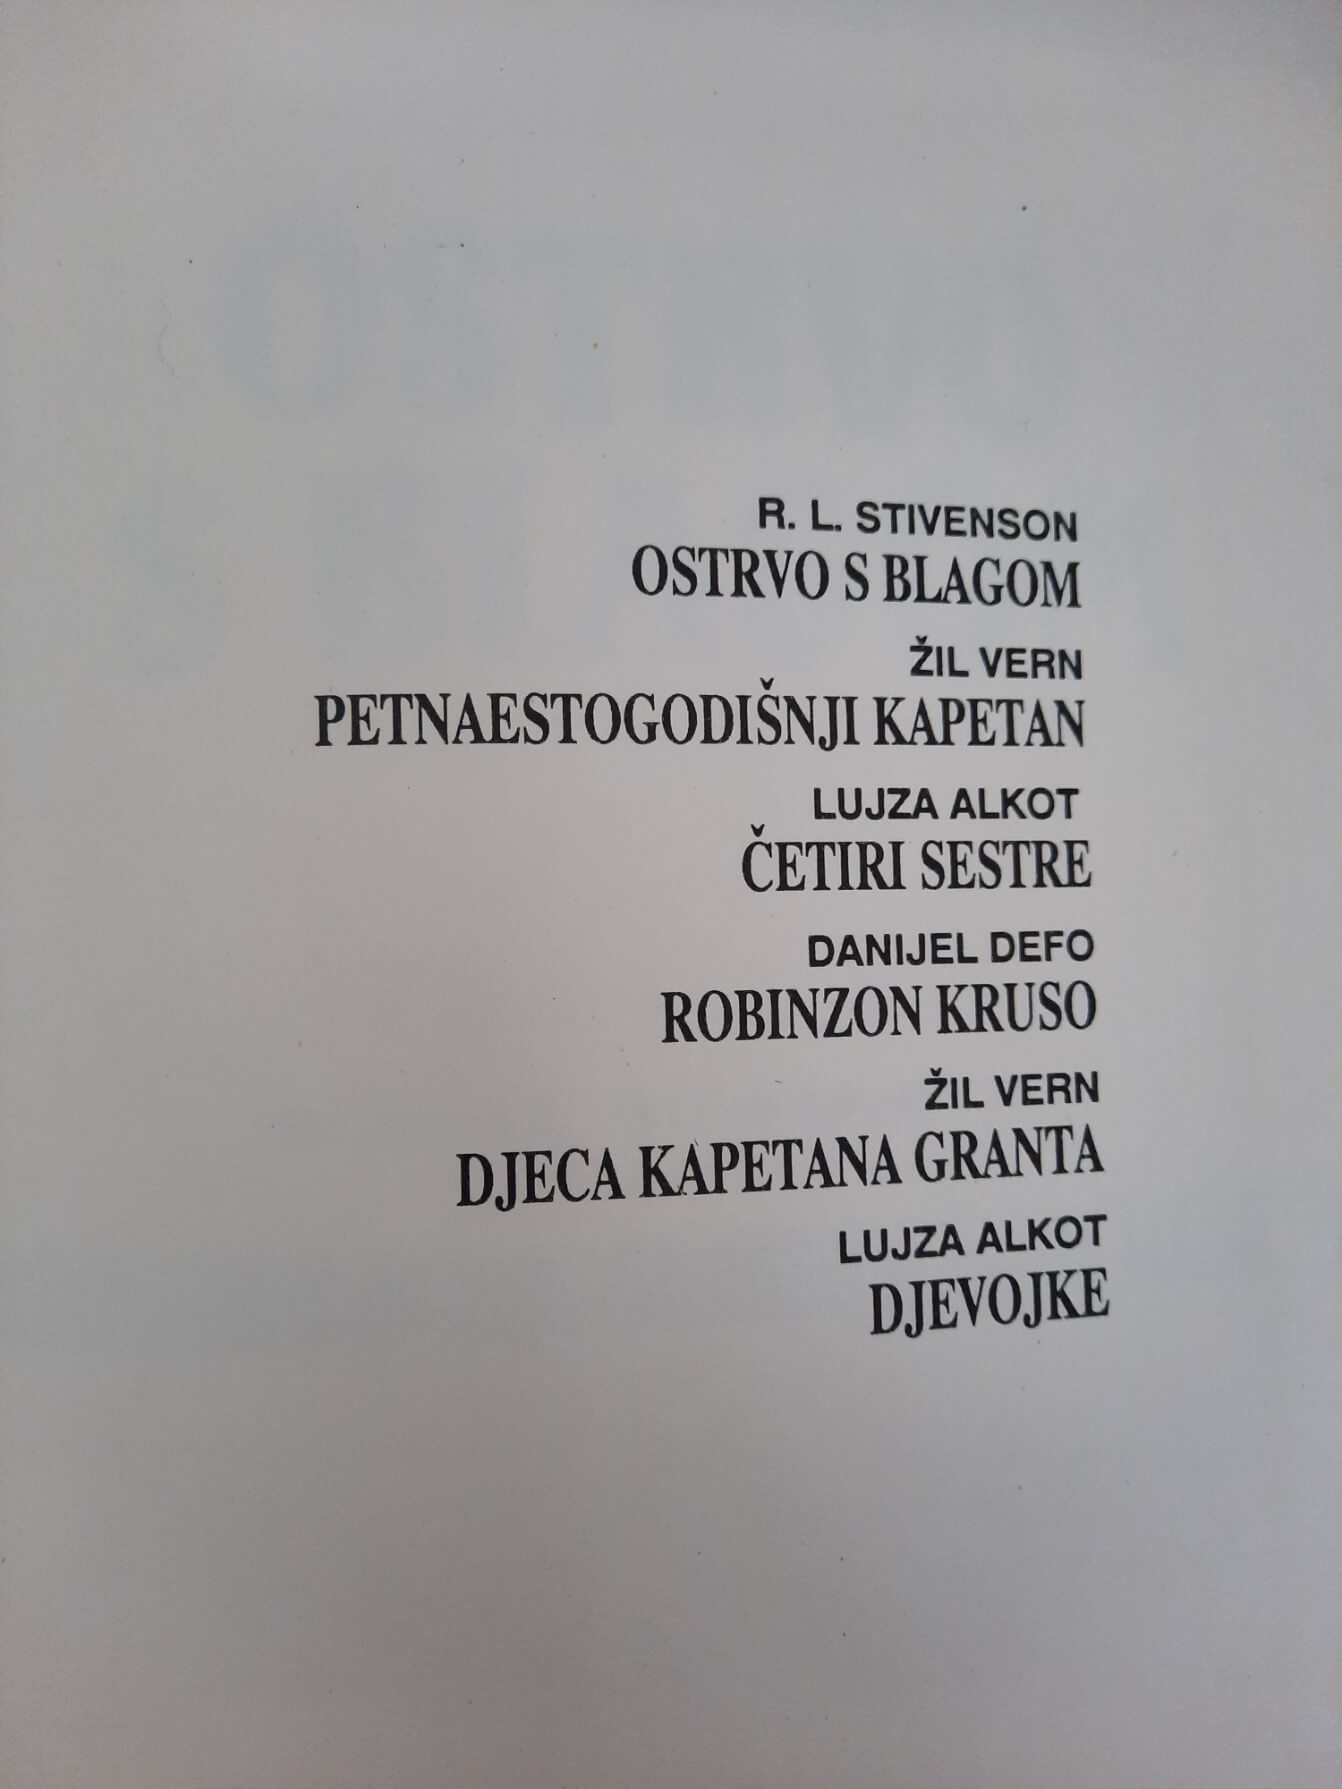 R. L. STIVENSON
OSTRVO S BLAGOM
ŽIL VERN
PETNAESTOGODIŠNJI KAPETAN
LUJZA ALKOT
ČETIRI SESTRE
DANIJEL DEFO
ROBINZON KRUSO
ŽIL VERN
DJECA KAPETANA GRANTA
LUJZA ALKOT
DJEVOJKE